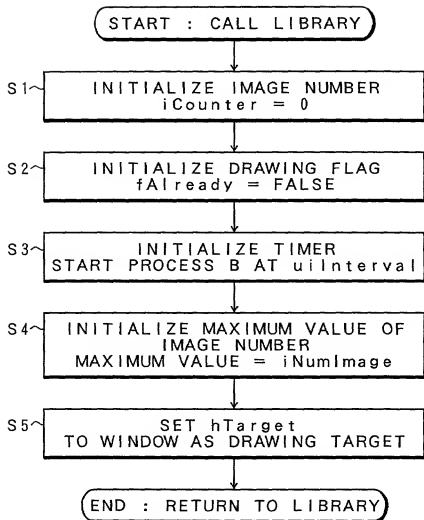 START : CALL LIBRARY
S1
INITIALIZE IMAGE NUMBER
iCounter = 0
S2
INITIALIZE DRAWING FLAG
fAlready = FALSE
S3
INITIALIZE TIMER
START PROCESS B AT uiInterval
S4
INITIALIZE MAXIMUM VALUE OF
IMAGE NUMBER
MAXIMUM VALUE = iNumImage
S5
SET hTarget
TO WINDOW AS DRAWING TARGET
END : RETURN TO LIBRARY